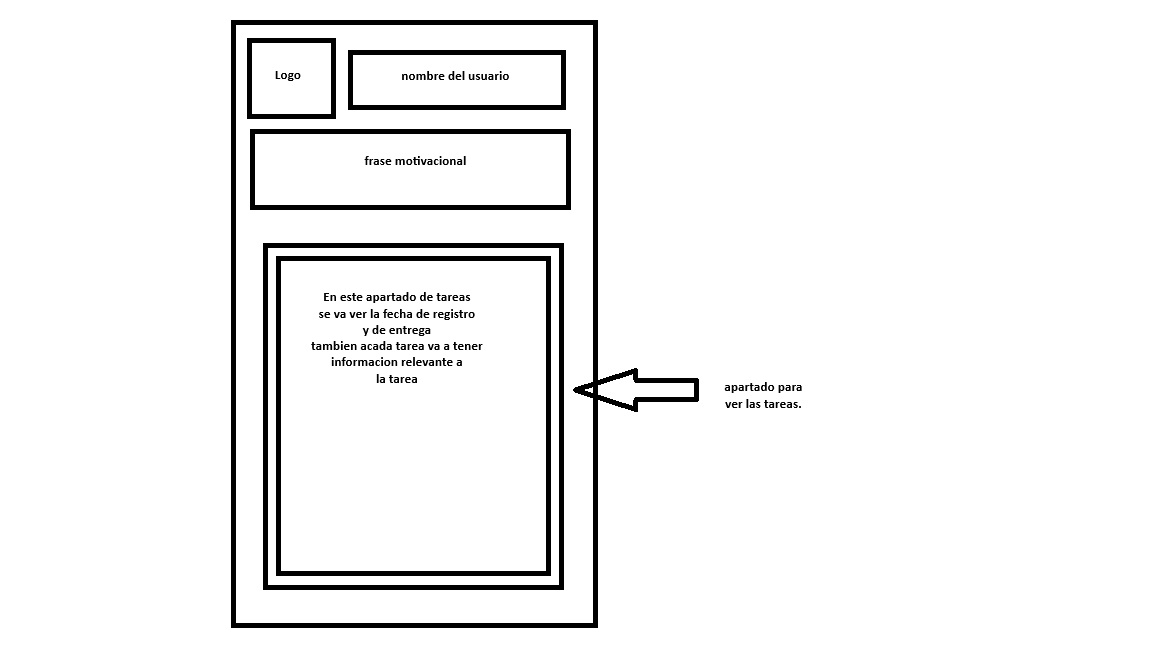 Logo
nombre del usuario
frase motivacional
En este apartado de tareas
se va ver la fecha de registro
y de entrega
tambien acada tarea va a tener
informacion relevante a
la tarea
apartado para
ver las tareas.